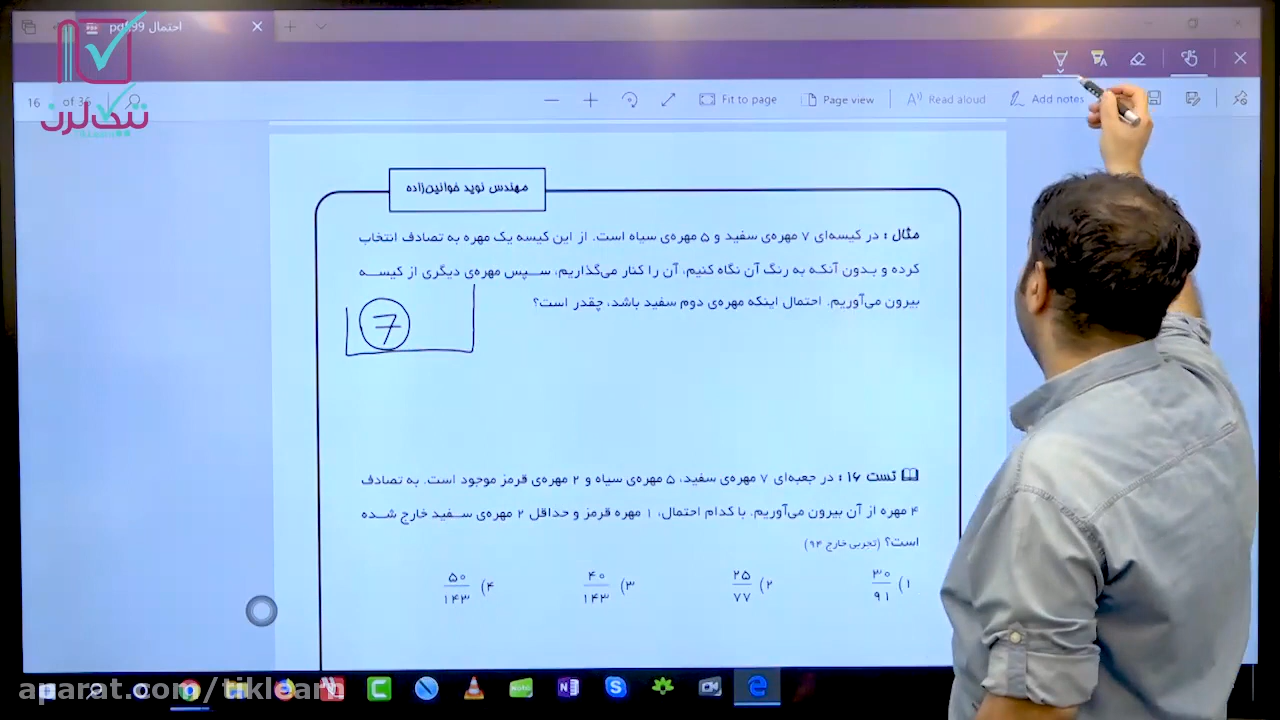 احتمال 99 pdf
16 of 36
Fit to page
Page view
Read aloud
Add notes
تیک‌لرن
TIKLearn
مهندس نوید خوانین‌زاده
مثال : در کیسه‌ای ۷ مهره‌ی سفید و ۵ مهره‌ی سیاه است. از این کیسه یک مهره به تصادف انتخاب
کرده و بدون آنکه به رنگ آن نگاه کنیم، آن را کنار می‌گذاریم، سپس مهره‌ی دیگری از کیسه
بیرون می‌آوریم. احتمال اینکه مهره‌ی دوم سفید باشد، چقدر است؟
7
تست ۱۶ : در جعبه‌ای ۷ مهره‌ی سفید، ۵ مهره‌ی سیاه و ۲ مهره‌ی قرمز موجود است. به تصادف
۴ مهره از آن بیرون می‌آوریم. با کدام احتمال، ۱ مهره قرمز و حداقل ۲ مهره‌ی سفید خارج شده
است؟ (تجربی خارج ۹۴)
۱) ۳۰/۹۱ ۲) ۲۵/۷۷ ۳) ۴۰/۱۴۳ ۴) ۵۰/۱۴۳
aparat.com/tiklearn